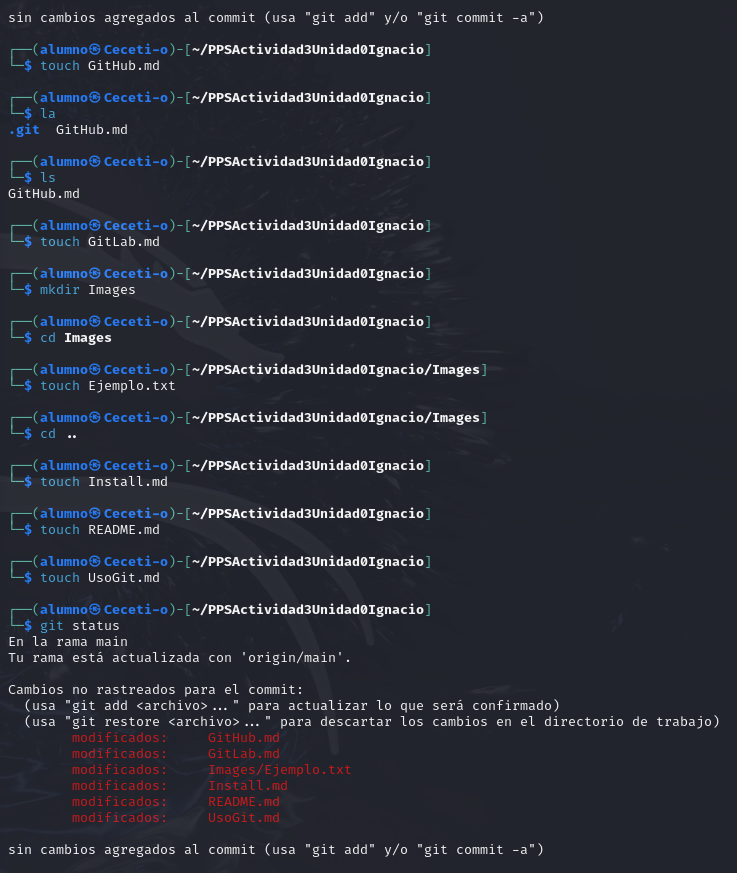 sin cambios agregados al commit (usa "git add" y/o "git commit -a")
┌──(alumno㉿Ceceti-o)-[~/PPSActividad3Unidad0Ignacio]
└─$ touch GitHub.md
┌──(alumno㉿Ceceti-o)-[~/PPSActividad3Unidad0Ignacio]
└─$ la
.git  GitHub.md
┌──(alumno㉿Ceceti-o)-[~/PPSActividad3Unidad0Ignacio]
└─$ ls
GitHub.md
┌──(alumno㉿Ceceti-o)-[~/PPSActividad3Unidad0Ignacio]
└─$ touch GitLab.md
┌──(alumno㉿Ceceti-o)-[~/PPSActividad3Unidad0Ignacio]
└─$ mkdir Images
┌──(alumno㉿Ceceti-o)-[~/PPSActividad3Unidad0Ignacio]
└─$ cd Images
┌──(alumno㉿Ceceti-o)-[~/PPSActividad3Unidad0Ignacio/Images]
└─$ touch Ejemplo.txt
┌──(alumno㉿Ceceti-o)-[~/PPSActividad3Unidad0Ignacio/Images]
└─$ cd ..
┌──(alumno㉿Ceceti-o)-[~/PPSActividad3Unidad0Ignacio]
└─$ touch Install.md
┌──(alumno㉿Ceceti-o)-[~/PPSActividad3Unidad0Ignacio]
└─$ touch README.md
┌──(alumno㉿Ceceti-o)-[~/PPSActividad3Unidad0Ignacio]
└─$ touch UsoGit.md
┌──(alumno㉿Ceceti-o)-[~/PPSActividad3Unidad0Ignacio]
└─$ git status
En la rama main
Tu rama está actualizada con 'origin/main'.
Cambios no rastreados para el commit:
  (usa "git add <archivo>..." para actualizar lo que será confirmado)
  (usa "git restore <archivo>..." para descartar los cambios en el directorio de trabajo)
        modificados:     GitHub.md
        modificados:     GitLab.md
        modificados:     Images/Ejemplo.txt
        modificados:     Install.md
        modificados:     README.md
        modificados:     UsoGit.md
sin cambios agregados al commit (usa "git add" y/o "git commit -a")